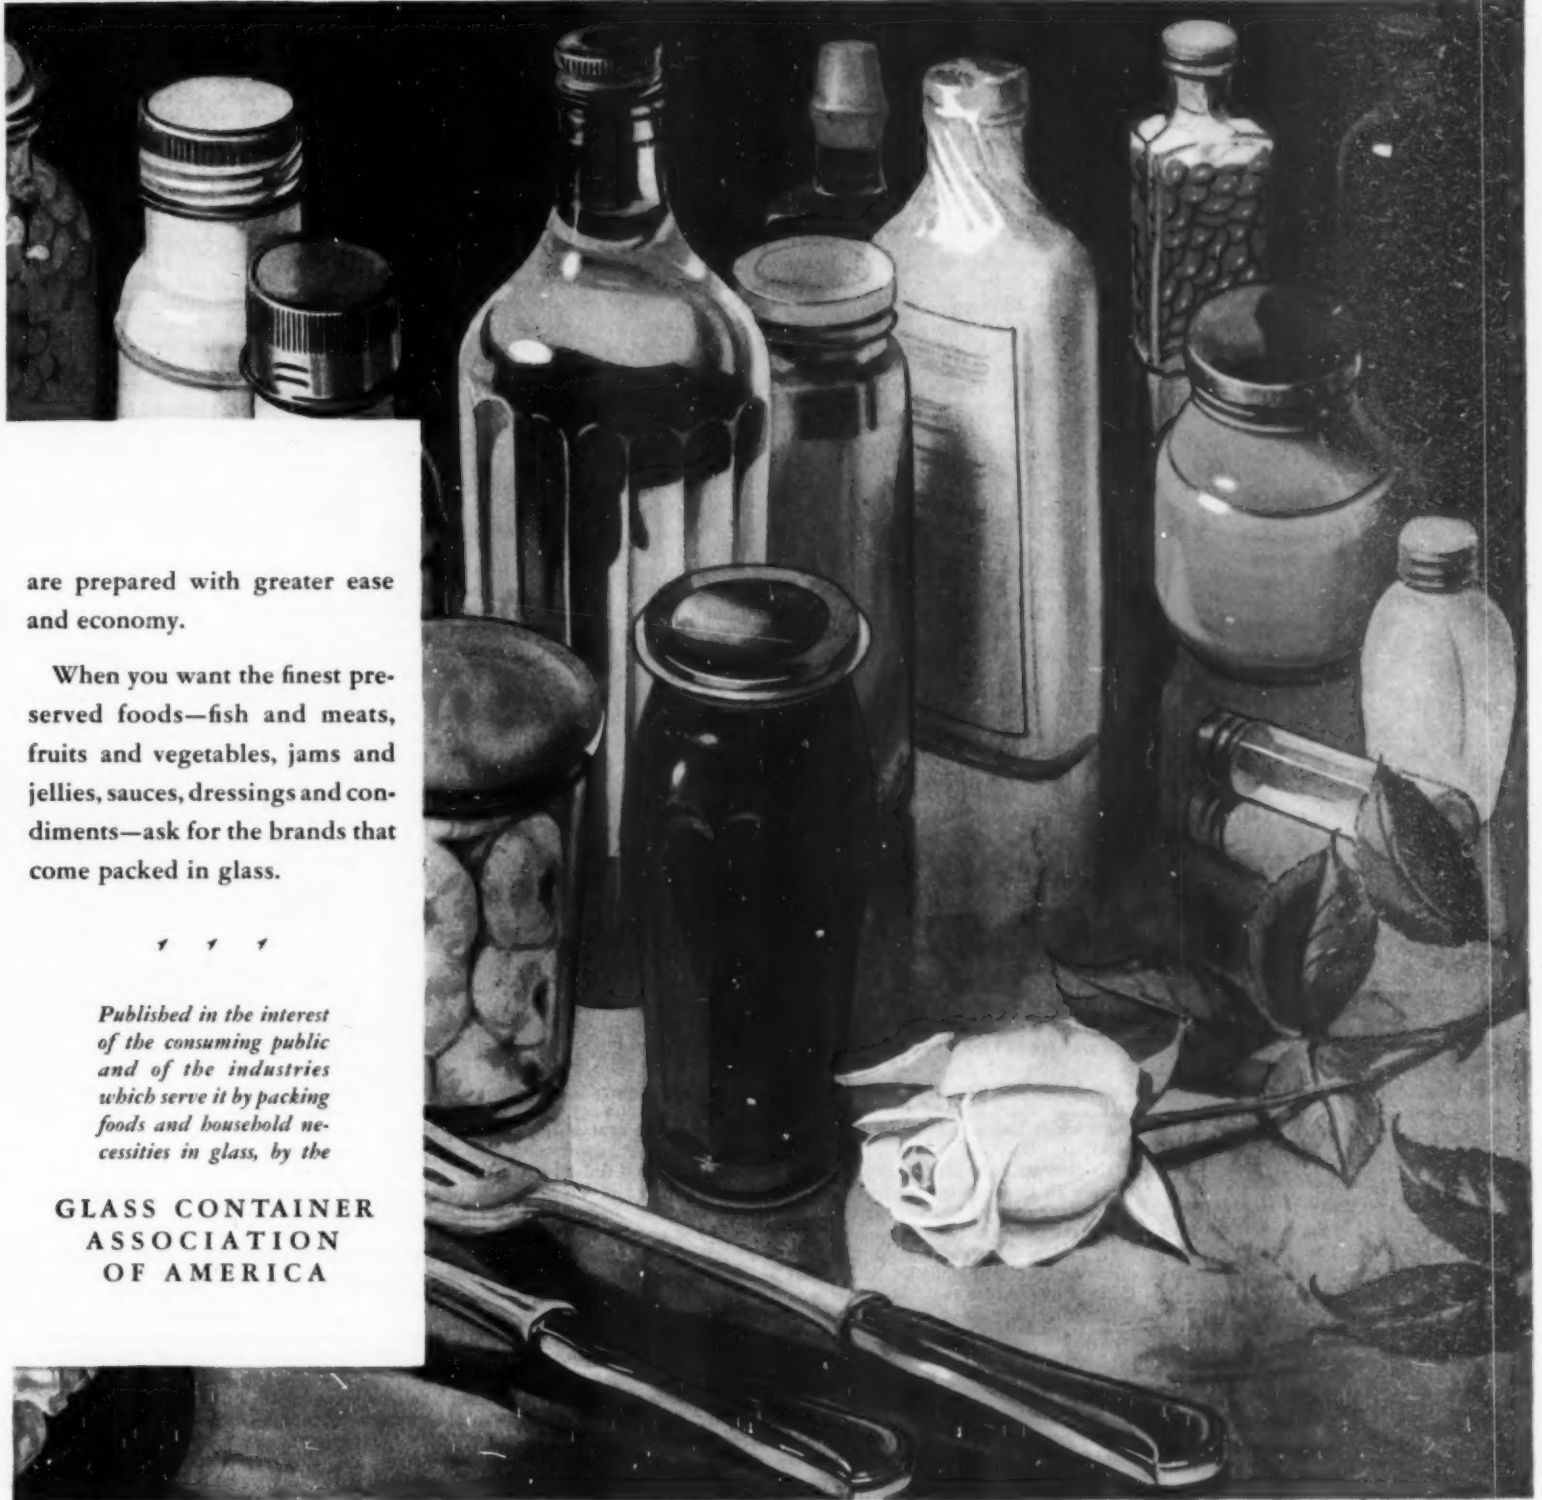 are prepared with greater ease
and economy.
When you want the finest pre-
served foods—fish and meats,
fruits and vegetables, jams and
jellies, sauces, dressings and con-
diments—ask for the brands that
come packed in glass.
Published in the interest
of the consuming public
and of the industries
which serve it by packing
foods and household ne-
cessities in glass, by the
GLASS CONTAINER
ASSOCIATION
OF AMERICA